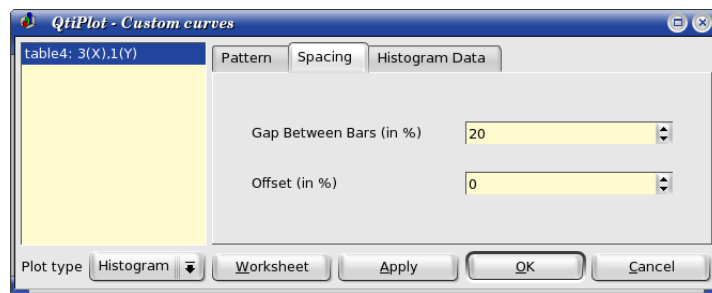 QtiPlot - Custom curves
table4: 3(X),1(Y)
Pattern Spacing Histogram Data
Gap Between Bars (in %) 20
Offset (in %) 0
Plot type Histogram Worksheet Apply OK Cancel